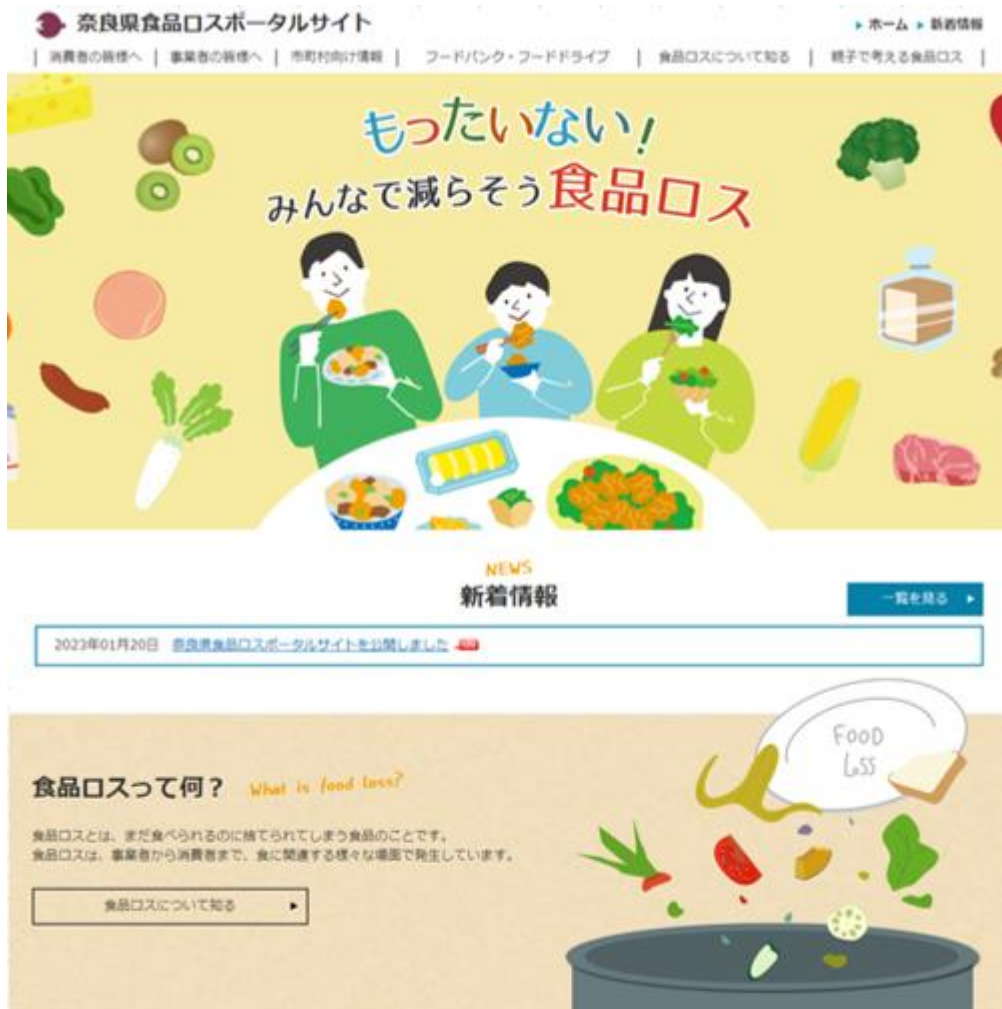 奈良県食品ロスポータルサイト
ホーム 新着情報
消費者の皆様へ 事業者の皆様へ 市町村向け情報 フードバンク・フードドライブ 食品ロスについて知る 親子で考える食品ロス
もったいない!
みんなで減らそう食品ロス
NEWS
新着情報
一覧を見る
2023年01月20日 奈良県食品ロスポータルサイトを公開しました
FOOD
LOSS
食品ロスって何? What is food loss?
食品ロスとは、まだ食べられるのに捨てられてしまう食品のことです。
食品ロスは、事業者から消費者まで、食に関連する様々な場面で発生しています。
食品ロスについて知る